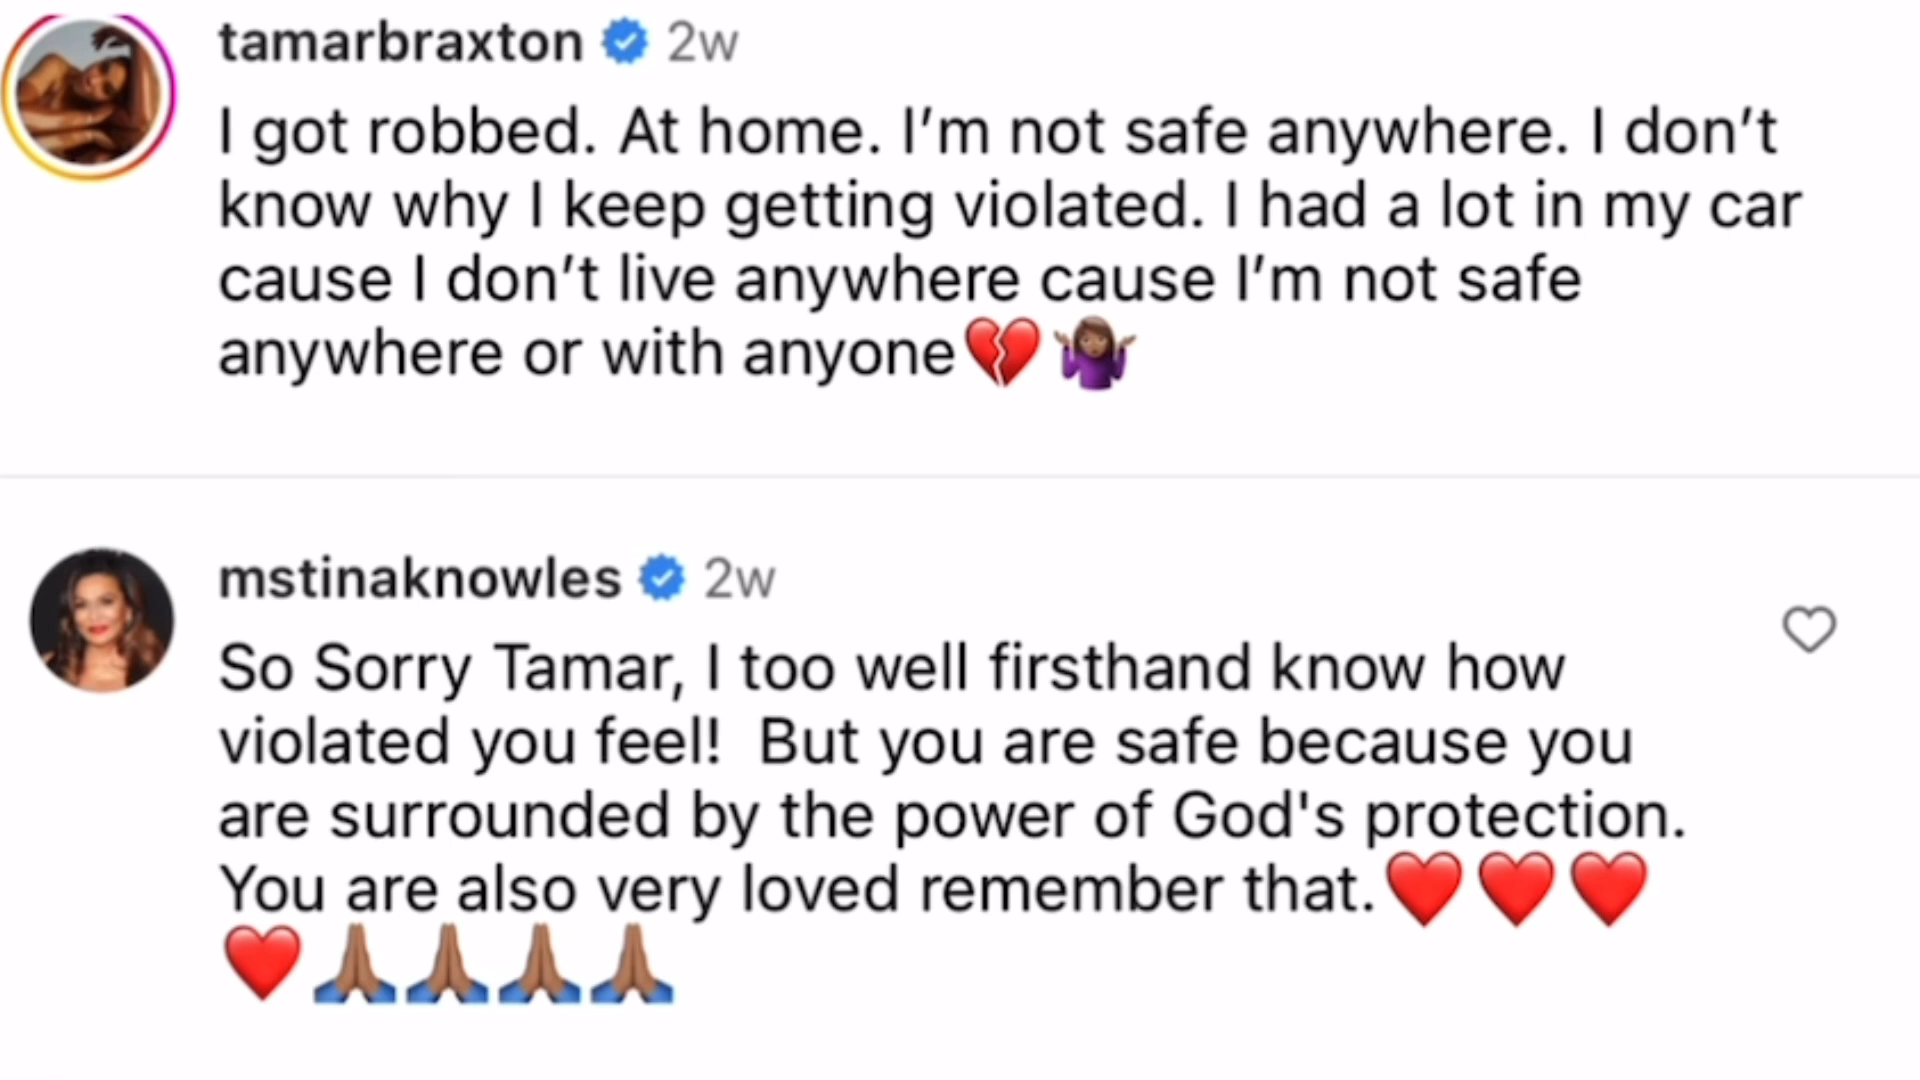 tamarbraxton 2w
I got robbed. At home. I’m not safe anywhere. I don’t
know why I keep getting violated. I had a lot in my car
cause I don’t live anywhere cause I’m not safe
anywhere or with anyone💔🤷🏽‍♀️
mstinaknowles 2w
So Sorry Tamar, I too well firsthand know how
violated you feel!  But you are safe because you
are surrounded by the power of God's protection.
You are also very loved remember that.❤️❤️❤️
❤️🙏🏽🙏🏽🙏🏽🙏🏽